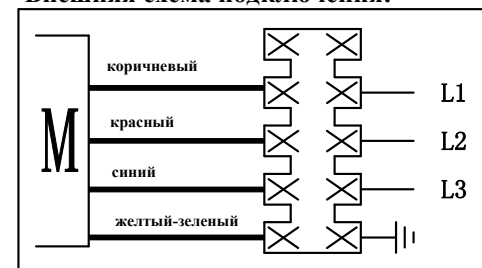 Внешняя схема подключения:
коричневый
L1
красный
L2
M
синий
L3
желтый-зеленый